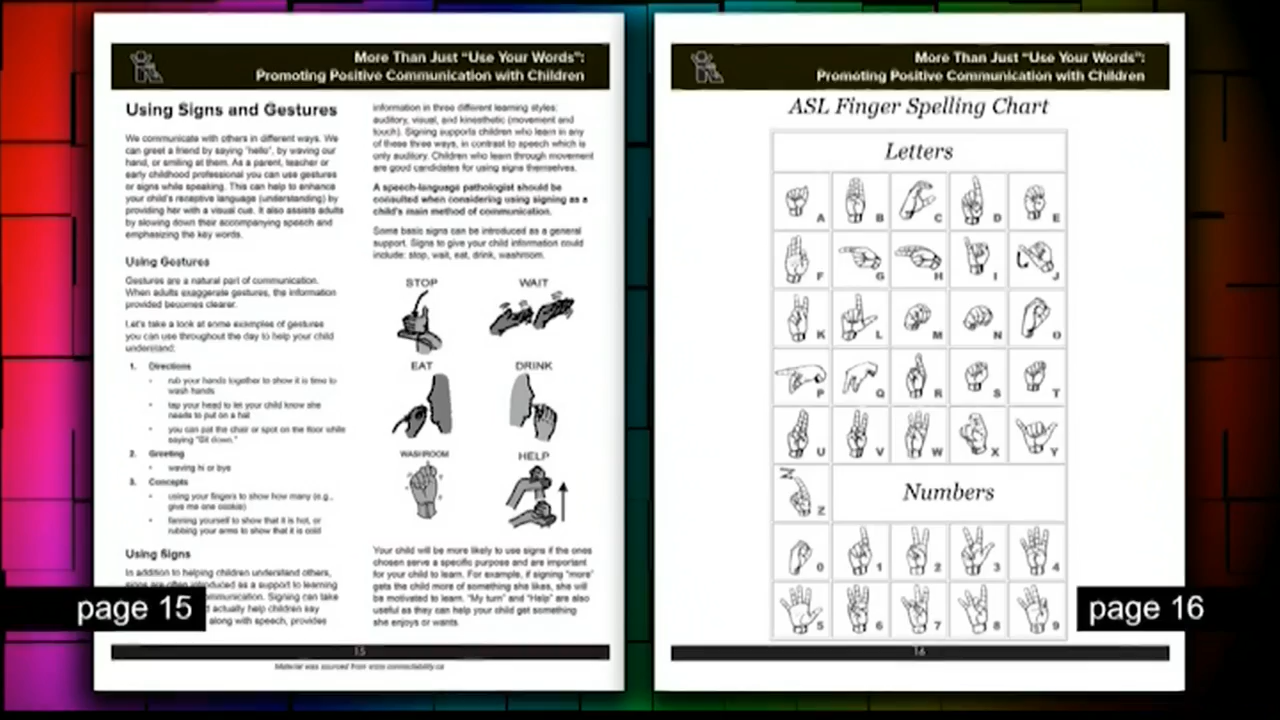 More Than Just "Use Your Words":
Promoting Positive Communication with Children
Using Signs and Gestures
We communicate with others in different ways. We
can greet a friend by saying "hello", by waving our
hand, or smiling at them. As a parent, teacher or
early childhood professional you can use gestures
or signs while speaking. This can help to enhance
your child's receptive language (understanding) by
providing her with a visual cue. It also assists adults
by slowing down their accompanying speech and
emphasizing the key words.
Using Gestures
Gestures are a natural part of communication.
When adults exaggerate gestures, the information
provided becomes clearer.
Let's take a look at some examples of gestures
you can use throughout the day to help your child
understand:
1. Directions
• rub your hands together to show it is time to
wash hands
• tap your head to let your child know she
needs to put on a hat
• you can pat the chair or spot on the floor while
saying "Sit down."
2. Greeting
• waving hi or bye
3. Concepts
• using your fingers to show how many (e.g.,
give me one cookie)
• fanning yourself to show that it is hot, or
rubbing your arms to show that it is cold
Using Signs
In addition to helping children understand others,
signs are often introduced as a support to learning
mmunication. Signing can take
d actually help children key
along with speech, provides
information in three different learning styles:
auditory, visual, and kinesthetic (movement and
touch). Signing supports children who learn in any
of these three ways, in contrast to speech which is
only auditory. Children who learn through movement
are good candidates for using signs themselves.
A speech-language pathologist should be
consulted when considering using signing as a
child's main method of communication.
Some basic signs can be introduced as a general
support. Signs to give your child information could
include: stop, wait, eat, drink, washroom.
STOP WAIT
EAT DRINK
WASHROOM HELP
Your child will be more likely to use signs if the ones
chosen serve a specific purpose and are important
for your child to learn. For example, if signing "more"
gets the child more of something she likes, she will
be motivated to learn. "My turn" and "Help" are also
useful as they can help your child get something
she enjoys or wants.
15
Material was sourced from www.connectability.ca
page 15
More Than Just "Use Your Words":
Promoting Positive Communication with Children
ASL Finger Spelling Chart
Letters
A B C D E
F G H I J
K L M N O
P Q R S T
U V W X Y
Z Numbers
0 1 2 3 4
5 6 7 8 9
16
page 16